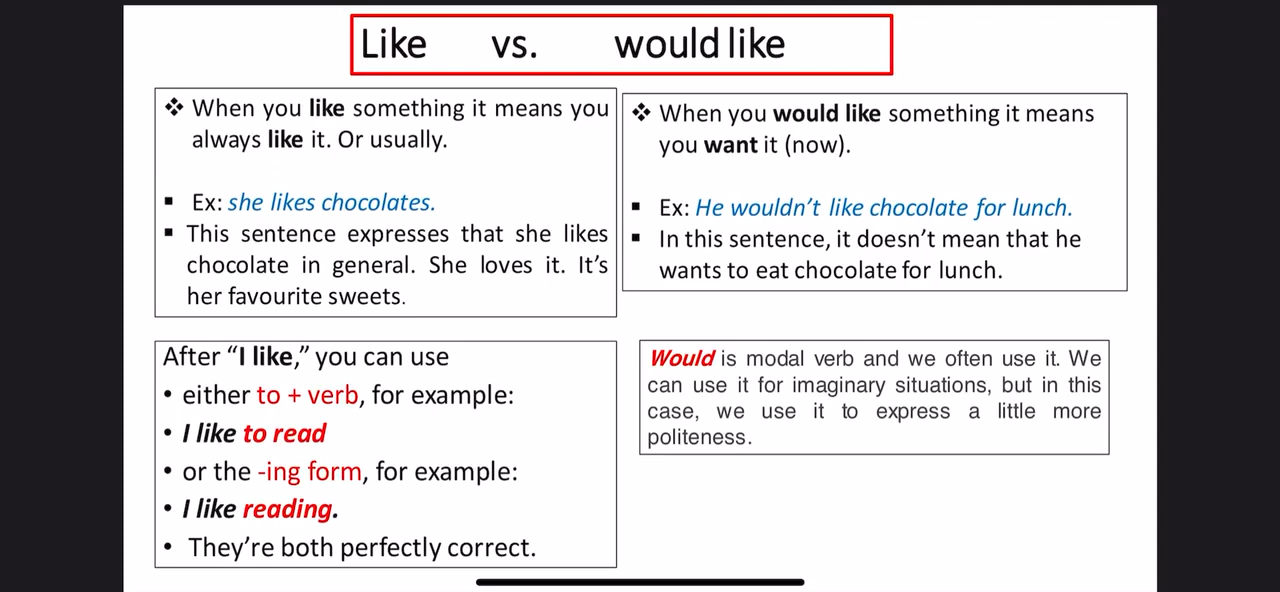 Like vs. would like
❖ When you like something it means you
always like it. Or usually.
▪ Ex: she likes chocolates.
▪ This sentence expresses that she likes
chocolate in general. She loves it. It's
her favourite sweets.
❖ When you would like something it means
you want it (now).
▪ Ex: He wouldn't like chocolate for lunch.
▪ In this sentence, it doesn't mean that he
wants to eat chocolate for lunch.
After “I like,” you can use
• either to + verb, for example:
• I like to read
• or the -ing form, for example:
• I like reading.
• They're both perfectly correct.
Would is modal verb and we often use it. We
can use it for imaginary situations, but in this
case, we use it to express a little more
politeness.